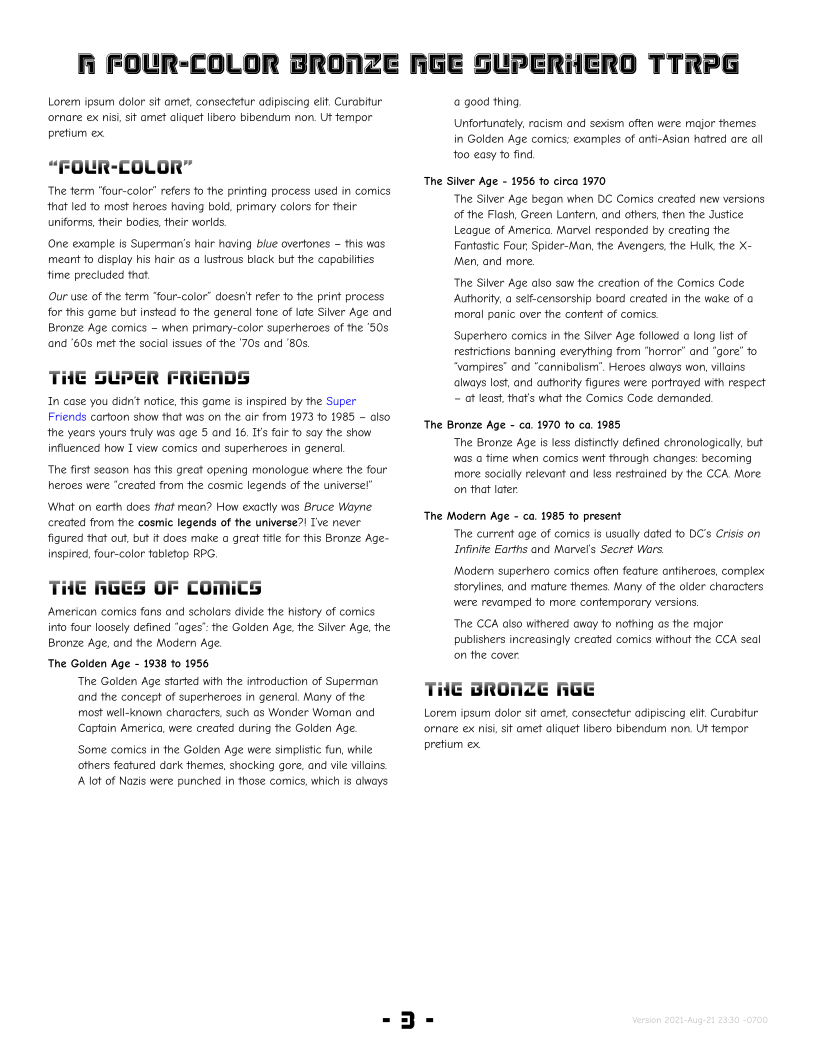 A FOUR-COLOR BRONZE AGE SUPERHERO TTRPG
Lorem ipsum dolor sit amet, consectetur adipiscing elit. Curabitur
ornare ex nisi, sit amet aliquet libero bibendum non. Ut tempor
pretium ex.
“FOUR-COLOR”
The term “four-color” refers to the printing process used in comics
that led to most heroes having bold, primary colors for their
uniforms, their bodies, their worlds.
One example is Superman’s hair having blue overtones – this was
meant to display his hair as a lustrous black but the capabilities
time precluded that.
Our use of the term “four-color” doesn’t refer to the print process
for this game but instead to the general tone of late Silver Age and
Bronze Age comics – when primary-color superheroes of the ’50s
and ’60s met the social issues of the ’70s and ’80s.
THE SUPER FRIENDS
In case you didn’t notice, this game is inspired by the Super
Friends cartoon show that was on the air from 1973 to 1985 – also
the years yours truly was age 5 and 16. It’s fair to say the show
influenced how I view comics and superheroes in general.
The first season has this great opening monologue where the four
heroes were “created from the cosmic legends of the universe!”
What on earth does that mean? How exactly was Bruce Wayne
created from the cosmic legends of the universe?! I’ve never
figured that out, but it does make a great title for this Bronze Age-
inspired, four-color tabletop RPG.
THE AGES OF COMICS
American comics fans and scholars divide the history of comics
into four loosely defined “ages”: the Golden Age, the Silver Age, the
Bronze Age, and the Modern Age.
The Golden Age - 1938 to 1956
The Golden Age started with the introduction of Superman
and the concept of superheroes in general. Many of the
most well-known characters, such as Wonder Woman and
Captain America, were created during the Golden Age.
Some comics in the Golden Age were simplistic fun, while
others featured dark themes, shocking gore, and vile villains.
A lot of Nazis were punched in those comics, which is always
a good thing.
Unfortunately, racism and sexism often were major themes
in Golden Age comics; examples of anti-Asian hatred are all
too easy to find.
The Silver Age - 1956 to circa 1970
The Silver Age began when DC Comics created new versions
of the Flash, Green Lantern, and others, then the Justice
League of America. Marvel responded by creating the
Fantastic Four, Spider-Man, the Avengers, the Hulk, the X-
Men, and more.
The Silver Age also saw the creation of the Comics Code
Authority, a self-censorship board created in the wake of a
moral panic over the content of comics.
Superhero comics in the Silver Age followed a long list of
restrictions banning everything from “horror” and “gore” to
“vampires” and “cannibalism”. Heroes always won, villains
always lost, and authority figures were portrayed with respect
– at least, that’s what the Comics Code demanded.
The Bronze Age - ca. 1970 to ca. 1985
The Bronze Age is less distinctly defined chronologically, but
was a time when comics went through changes: becoming
more socially relevant and less restrained by the CCA. More
on that later.
The Modern Age - ca. 1985 to present
The current age of comics is usually dated to DC’s Crisis on
Infinite Earths and Marvel’s Secret Wars.
Modern superhero comics often feature antiheroes, complex
storylines, and mature themes. Many of the older characters
were revamped to more contemporary versions.
The CCA also withered away to nothing as the major
publishers increasingly created comics without the CCA seal
on the cover.
THE BRONZE AGE
Lorem ipsum dolor sit amet, consectetur adipiscing elit. Curabitur
ornare ex nisi, sit amet aliquet libero bibendum non. Ut tempor
pretium ex.
- 3 -
Version 2021-Aug-21 23:30 -0700